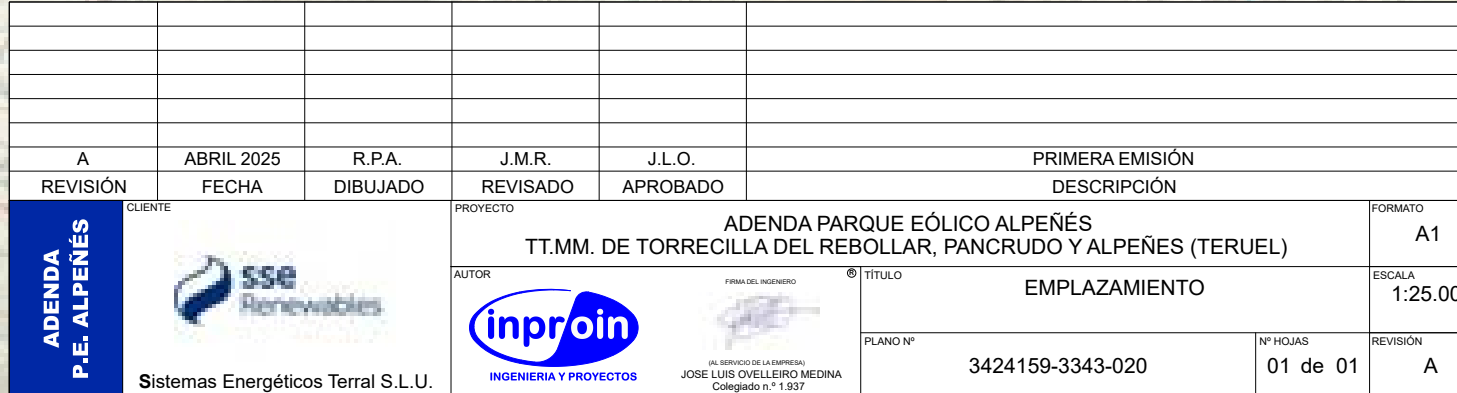 A ABRIL 2025 R.P.A. J.M.R. J.L.O. PRIMERA EMISIÓN
REVISIÓN FECHA DIBUJADO REVISADO APROBADO DESCRIPCIÓN
ADENDA
P.E. ALPEÑÉS
CLIENTE
sse
Renewables
Sistemas Energéticos Terral S.L.U.
PROYECTO
ADENDA PARQUE EÓLICO ALPEÑÉS
TT.MM. DE TORRECILLA DEL REBOLLAR, PANCRUDO Y ALPEÑES (TERUEL)
FORMATO
A1
AUTOR
inproin
INGENIERIA Y PROYECTOS
®
FIRMA DEL INGENIERO
(AL SERVICIO DE LA EMPRESA)
JOSE LUIS OVELLEIRO MEDINA
Colegiado n.º 1.937
TÍTULO
EMPLAZAMIENTO
ESCALA
1:25.00
PLANO Nº
3424159-3343-020
Nº HOJAS
01 de 01
REVISIÓN
A